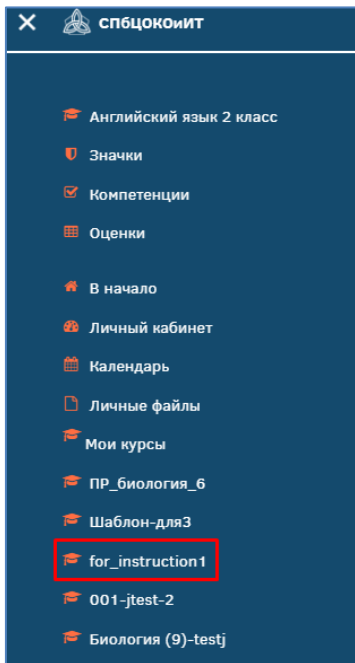 СПБЦОКОиИТ
Английский язык 2 класс
Значки
Компетенции
Оценки
В начало
Личный кабинет
Календарь
Личные файлы
Мои курсы
ПР_биология_6
Шаблон-для3
for_instruction1
001-jtest-2
Биология (9)-testj